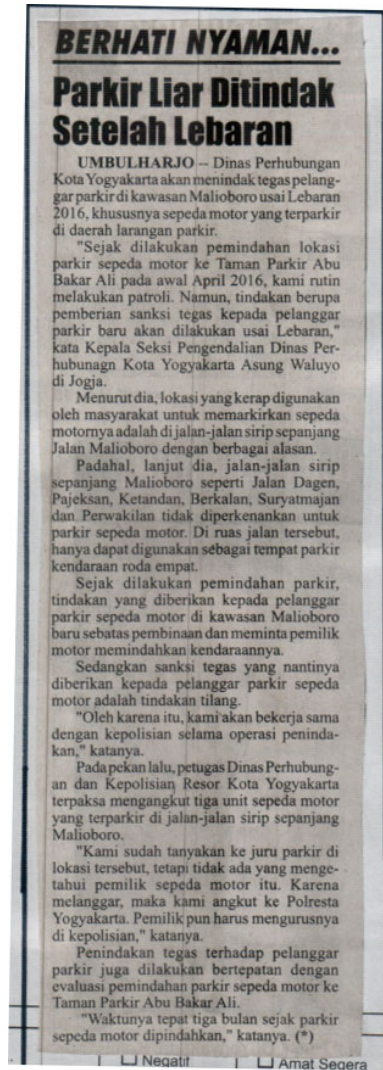 BERHATI NYAMAN...
Parkir Liar Ditindak
Setelah Lebaran
UMBULHARJO -- Dinas Perhubungan
Kota Yogyakarta akan menindak tegas pelang-
gar parkir di kawasan Malioboro usai Lebaran
2016, khususnya sepeda motor yang terparkir
di daerah larangan parkir.
"Sejak dilakukan pemindahan lokasi
parkir sepeda motor ke Taman Parkir Abu
Bakar Ali pada awal April 2016, kami rutin
melakukan patroli. Namun, tindakan berupa
pemberian sanksi tegas kepada pelanggar
parkir baru akan dilakukan usai Lebaran,"
kata Kepala Seksi Pengendalian Dinas Per-
hubunagn Kota Yogyakarta Asung Waluyo
di Jogja.
Menurut dia, lokasi yang kerap digunakan
oleh masyarakat untuk memarkirkan sepeda
motornya adalah di jalan-jalan sirip sepanjang
Jalan Malioboro dengan berbagai alasan.
Padahal, lanjut dia, jalan-jalan sirip
sepanjang Malioboro seperti Jalan Dagen,
Pajeksan, Ketandan, Berkalan, Suryatmajan
dan Perwakilan tidak diperkenankan untuk
parkir sepeda motor. Di ruas jalan tersebut,
hanya dapat digunakan sebagai tempat parkir
kendaraan roda empat.
Sejak dilakukan pemindahan parkir,
tindakan yang diberikan kepada pelanggar
parkir sepeda motor di kawasan Malioboro
baru sebatas pembinaan dan meminta pemilik
motor memindahkan kendaraannya.
Sedangkan sanksi tegas yang nantinya
diberikan kepada pelanggar parkir sepeda
motor adalah tindakan tilang.
"Oleh karena itu, kami akan bekerja sama
dengan kepolisian selama operasi peninda-
kan," katanya.
Pada pekan lalu, petugas Dinas Perhubung-
an dan Kepolisian Resor Kota Yogyakarta
terpaksa mengangkut tiga unit sepeda motor
yang terparkir di jalan-jalan sirip sepanjang
Malioboro.
"Kami sudah tanyakan ke juru parkir di
lokasi tersebut, tetapi tidak ada yang menge-
tahui pemilik sepeda motor itu. Karena
melanggar, maka kami angkut ke Polresta
Yogyakarta. Pemilik pun harus mengurusnya
di kepolisian," katanya.
Penindakan tegas terhadap pelanggar
parkir juga dilakukan bertepatan dengan
evaluasi pemindahan parkir sepeda motor ke
Taman Parkir Abu Bakar Ali.
"Waktunya tepat tiga bulan sejak parkir
sepeda motor dipindahkan," katanya. (*)
Negatif Amat Segera